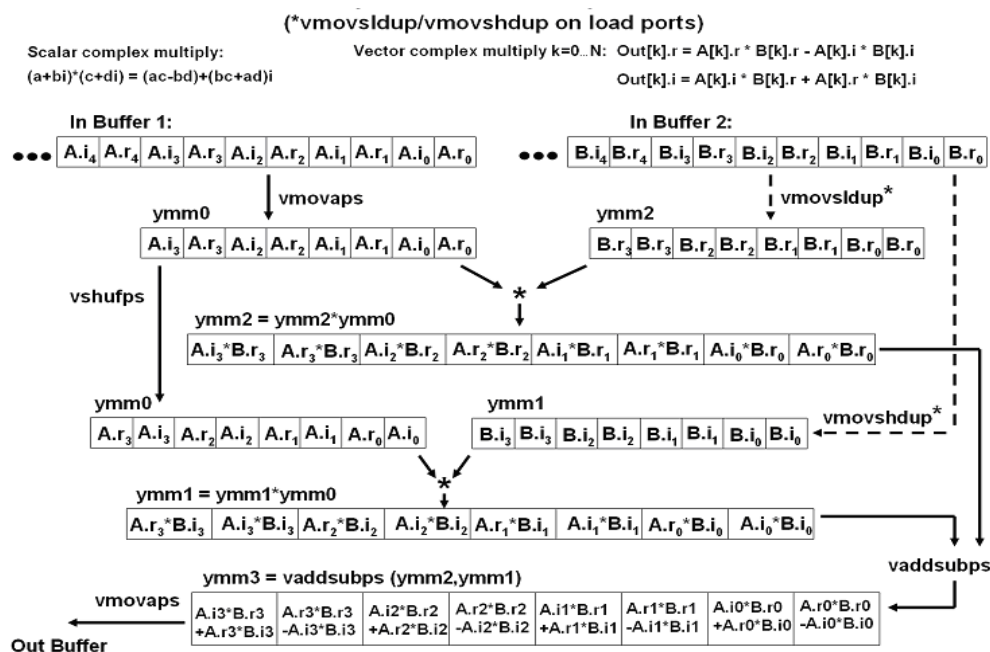 (*vmovsldup/vmovshdup on load ports)
Scalar complex multiply:
(a+bi)*(c+di) = (ac-bd)+(bc+ad)i
Vector complex multiply k=0...N: Out[k].r = A[k].r * B[k].r - A[k].i * B[k].i
Out[k].i = A[k].i * B[k].r + A[k].r * B[k].i
In Buffer 1:
In Buffer 2:
A.i₄ A.r₄ A.i₃ A.r₃ A.i₂ A.r₂ A.i₁ A.r₁ A.i₀ A.r₀
B.i₄ B.r₄ B.i₃ B.r₃ B.i₂ B.r₂ B.i₁ B.r₁ B.i₀ B.r₀
vmovaps
vmovsldup*
ymm0
ymm2
A.i₃ A.r₃ A.i₂ A.r₂ A.i₁ A.r₁ A.i₀ A.r₀
B.r₃ B.r₃ B.r₂ B.r₂ B.r₁ B.r₁ B.r₀ B.r₀
vshufps
*
ymm2 = ymm2*ymm0
A.i₃*B.r₃ A.r₃*B.r₃ A.i₂*B.r₂ A.r₂*B.r₂ A.i₁*B.r₁ A.r₁*B.r₁ A.i₀*B.r₀ A.r₀*B.r₀
ymm0
ymm1
A.r₃ A.i₃ A.r₂ A.i₂ A.r₁ A.i₁ A.r₀ A.i₀
B.i₃ B.i₃ B.i₂ B.i₂ B.i₁ B.i₁ B.i₀ B.i₀
vmovshdup*
*
ymm1 = ymm1*ymm0
A.r₃*B.i₃ A.i₃*B.i₃ A.r₂*B.i₂ A.i₂*B.i₂ A.r₁*B.i₁ A.i₁*B.i₁ A.r₀*B.i₀ A.i₀*B.i₀
vaddsubps
ymm3 = vaddsubps (ymm2,ymm1)
vmovaps
A.i3*B.r3 A.r3*B.r3 A.i2*B.r2 A.r2*B.r2 A.i1*B.r1 A.r1*B.r1 A.i0*B.r0 A.r0*B.r0
+A.r3*B.i3 -A.i3*B.i3 +A.r2*B.i2 -A.i2*B.i2 +A.r1*B.i1 -A.i1*B.i1 +A.r0*B.i0 -A.i0*B.i0
Out Buffer